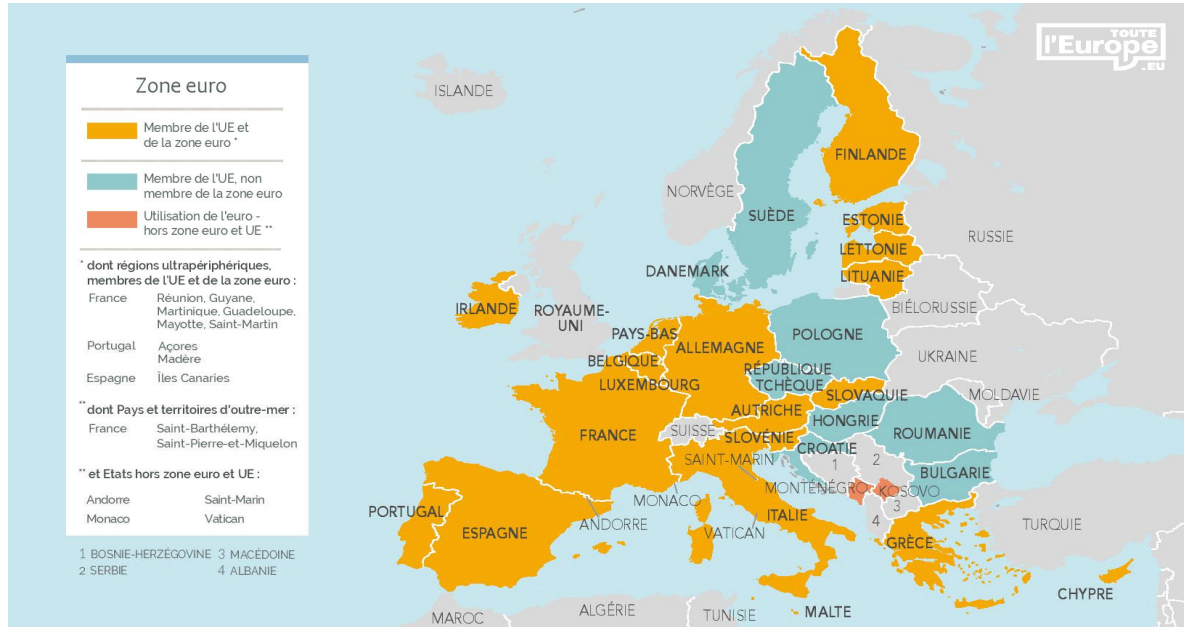 TOUTE
l'Europe
.EU
Zone euro
Membre de l'UE et
de la zone euro *
Membre de l'UE, non
membre de la zone euro
Utilisation de l'euro -
hors zone euro et UE **
* dont régions ultrapériphériques,
membres de l'UE et de la zone euro :
France Réunion, Guyane,
Martinique, Guadeloupe,
Mayotte, Saint-Martin
Portugal Açores
Madère
Espagne Îles Canaries
** dont Pays et territoires d'outre-mer :
France Saint-Barthélemy,
Saint-Pierre-et-Miquelon
** et Etats hors zone euro et UE :
Andorre Saint-Marin
Monaco Vatican
1 BOSNIE-HERZÉGOVINE 3 MACÉDOINE
2 SERBIE 4 ALBANIE
ISLANDE
FINLANDE
NORVÈGE
SUÈDE
ESTONIE
RUSSIE
LETTONIE
DANEMARK
LITUANIE
IRLANDE
ROYAUME-
UNI
BIÉLORUSSIE
PAYS-BAS
POLOGNE
ALLEMAGNE
UKRAINE
BELGIQUE
RÉPUBLIQUE
TCHÈQUE
LUXEMBOURG
SLOVAQUIE
MOLDAVIE
AUTRICHE
HONGRIE
FRANCE
SUISSE
SLOVÉNIE
ROUMANIE
CROATIE
SAINT-MARIN
1
2
BULGARIE
MONTÉNÉGRO
KOSOVO
MONACO
3
PORTUGAL
ESPAGNE
ANDORRE
VATICAN
ITALIE
4
TURQUIE
GRÈCE
CHYPRE
MALTE
MAROC
ALGÉRIE
TUNISIE